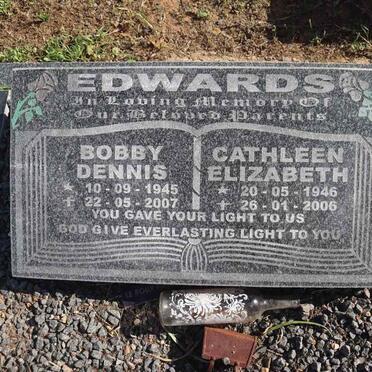 EDWARDS
In Loving Memory Of
Our Beloved Parents
BOBBY DENNIS
10-09-1945
22-05-2007
CATHLEEN ELIZABETH
20-05-1946
26-01-2006
YOU GAVE YOUR LIGHT TO US
GOD GIVE EVERLASTING LIGHT TO YOU